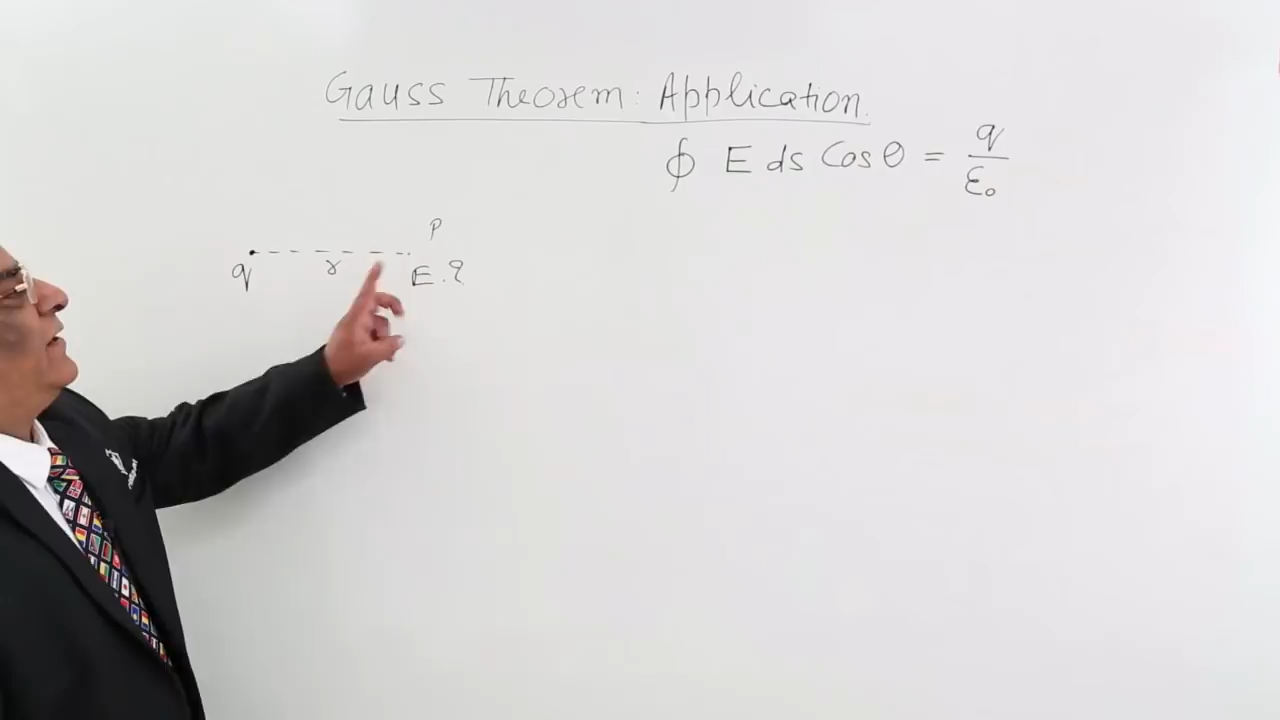 Gauss Theorem: Application.
∮ E ds Cos θ = q/ε₀
P
q r E.?